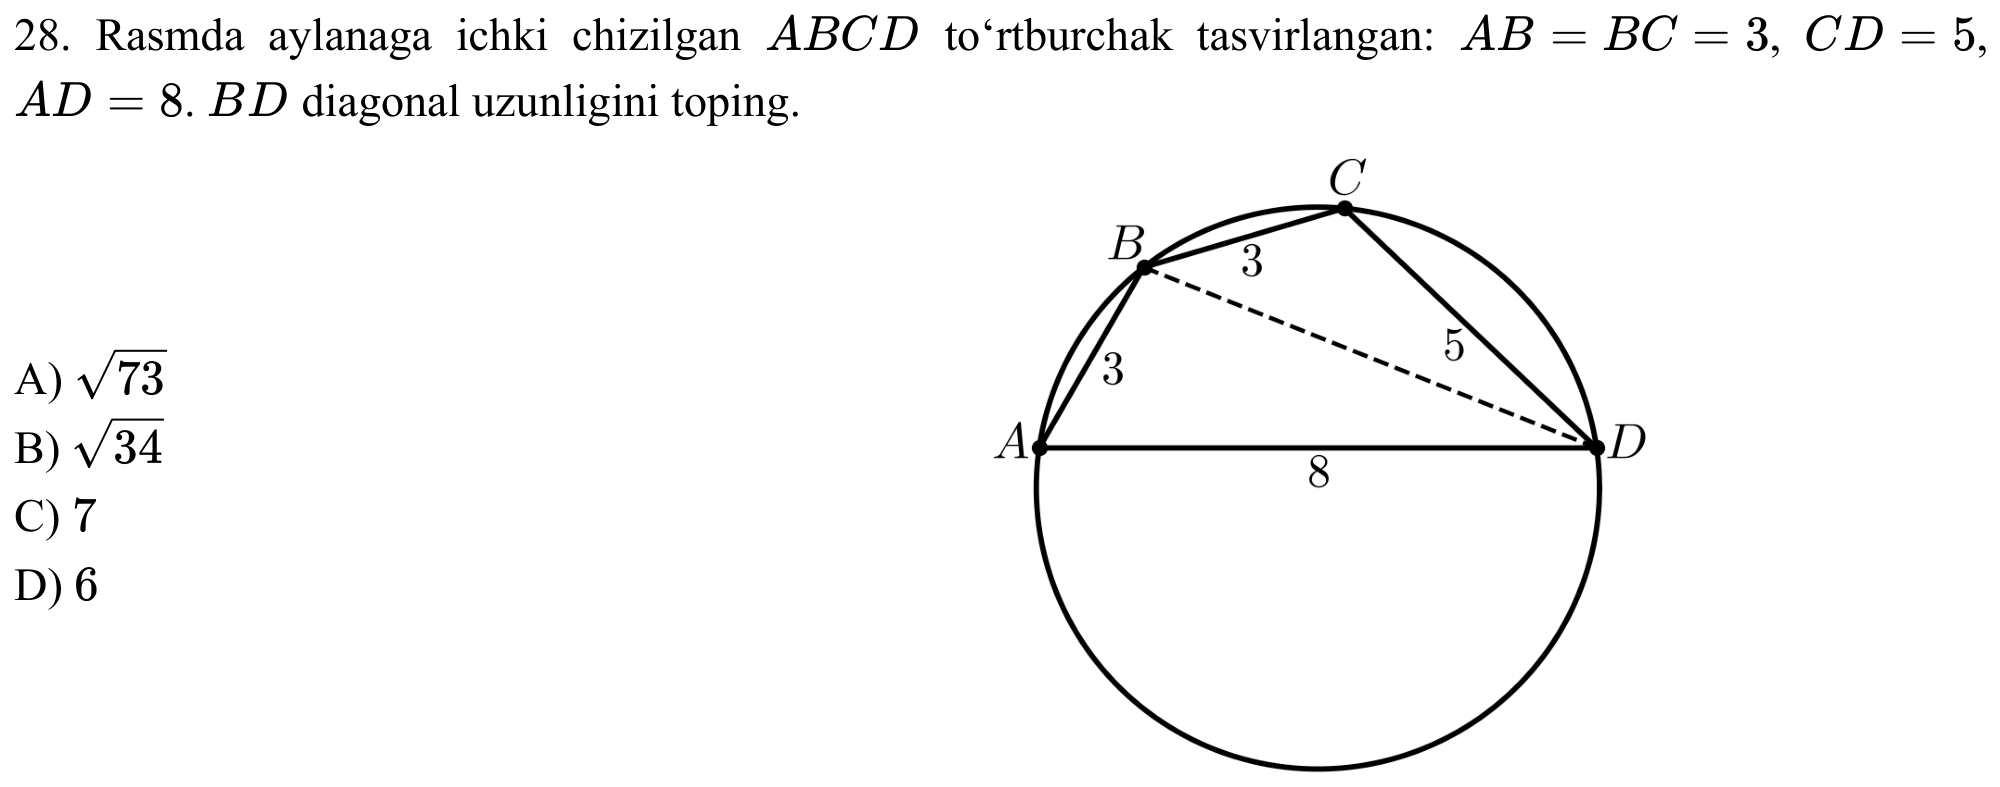 28. Rasmda aylanaga ichki chizilgan ABCD to‘rtburchak tasvirlangan: AB = BC = 3, CD = 5,
AD = 8. BD diagonal uzunligini toping.
C
B
3
5
3
A) √73
A
D
B) √34
8
C) 7
D) 6